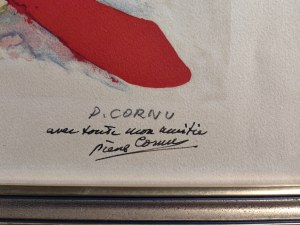 P. CORNU
avec toute mon amitié
Pierre Cornu